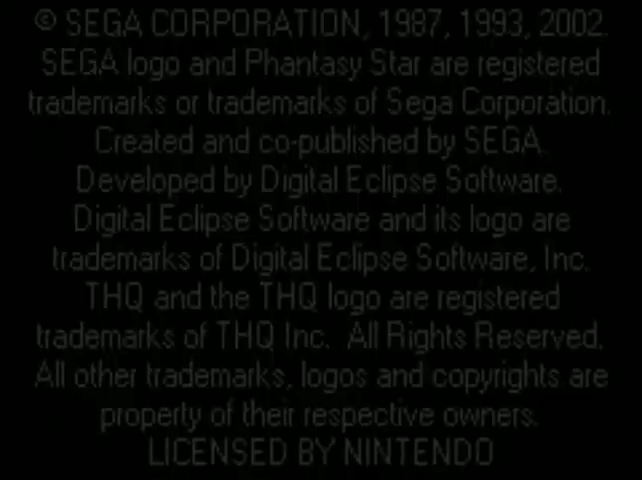 © SEGA CORPORATION, 1987, 1993, 2002.
SEGA logo and Phantasy Star are registered
trademarks or trademarks of Sega Corporation.
Created and co-published by SEGA.
Developed by Digital Eclipse Software.
Digital Eclipse Software and its logo are
trademarks of Digital Eclipse Software, Inc.
THQ and the THQ logo are registered
trademarks of THQ Inc. All Rights Reserved.
All other trademarks, logos and copyrights are
property of their respective owners.
LICENSED BY NINTENDO